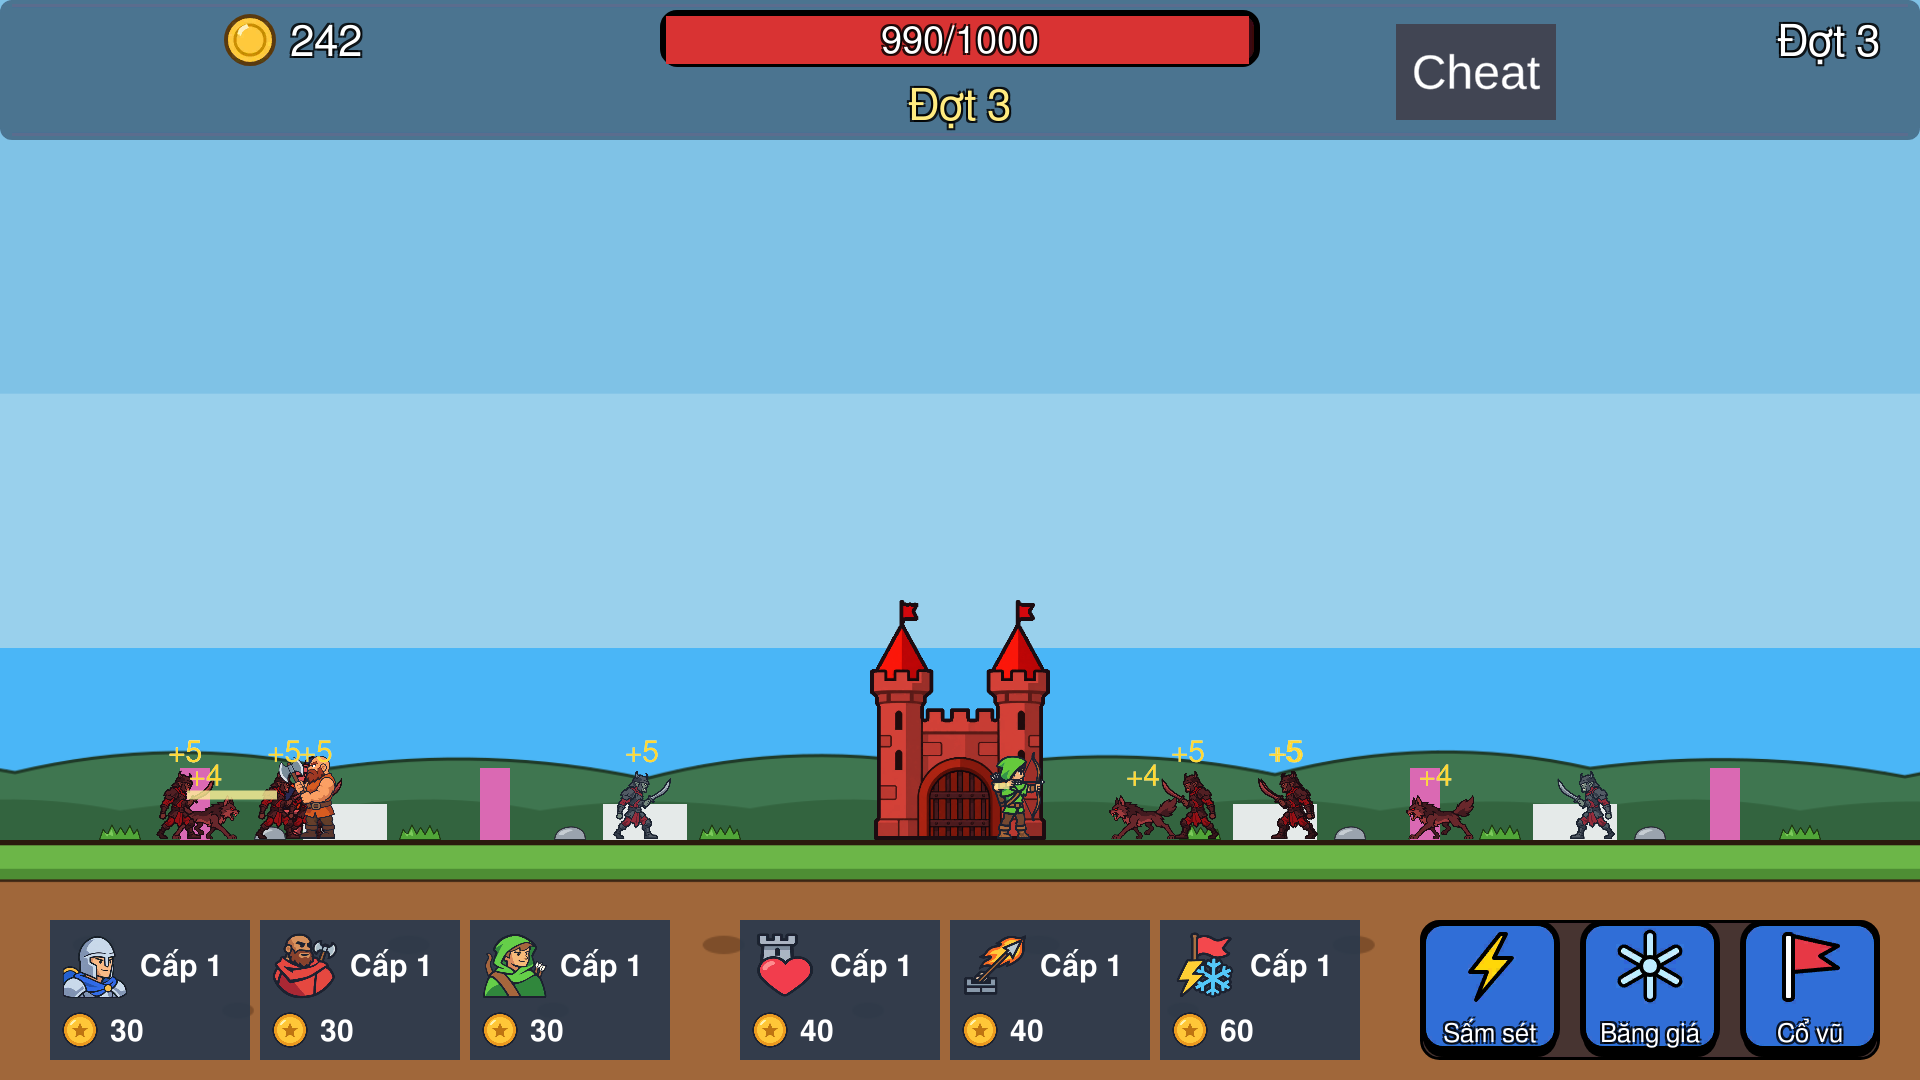 242
990/1000
Đợt 3
Cheat
Đợt 3
+5
+4
+5
+5
+5
+4
+5
+5
+4
Cấp 1
30
Cấp 1
30
Cấp 1
30
Cấp 1
40
Cấp 1
40
Cấp 1
60
Sấm sét
Băng giá
Cổ vũ